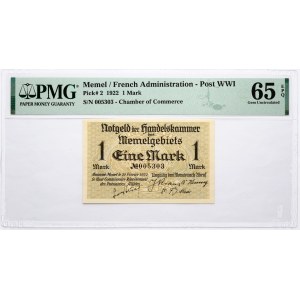 PMG
PAPER MONEY GUARANTY
Memel / French Administration - Post WWI
Pick# 2 1922 1 Mark
S/N 005303 - Chamber of Commerce
65 EPQ
Gem Uncirculated
Notgeld der Handelskammer
des
Memelgebiets
1 Eine Mark 1
Mark №005303 Mark